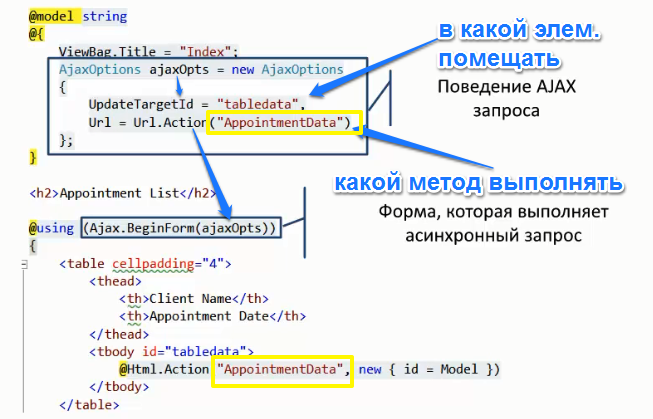 @model string
@{
ViewBag.Title = "Index";
AjaxOptions ajaxOpts = new AjaxOptions
{
UpdateTargetId = "tabledata",
Url = Url.Action("AppointmentData")
};
}
в какой элем.
помещать
Поведение AJAX
запроса
какой метод выполнять
<h2>Appointment List</h2>
Форма, которая выполняет
асинхронный запрос
@using (Ajax.BeginForm(ajaxOpts))
{
<table cellpadding="4">
<thead>
<th>Client Name</th>
<th>Appointment Date</th>
</thead>
<tbody id="tabledata">
@Html.Action "AppointmentData", new { id = Model })
</tbody>
</table>